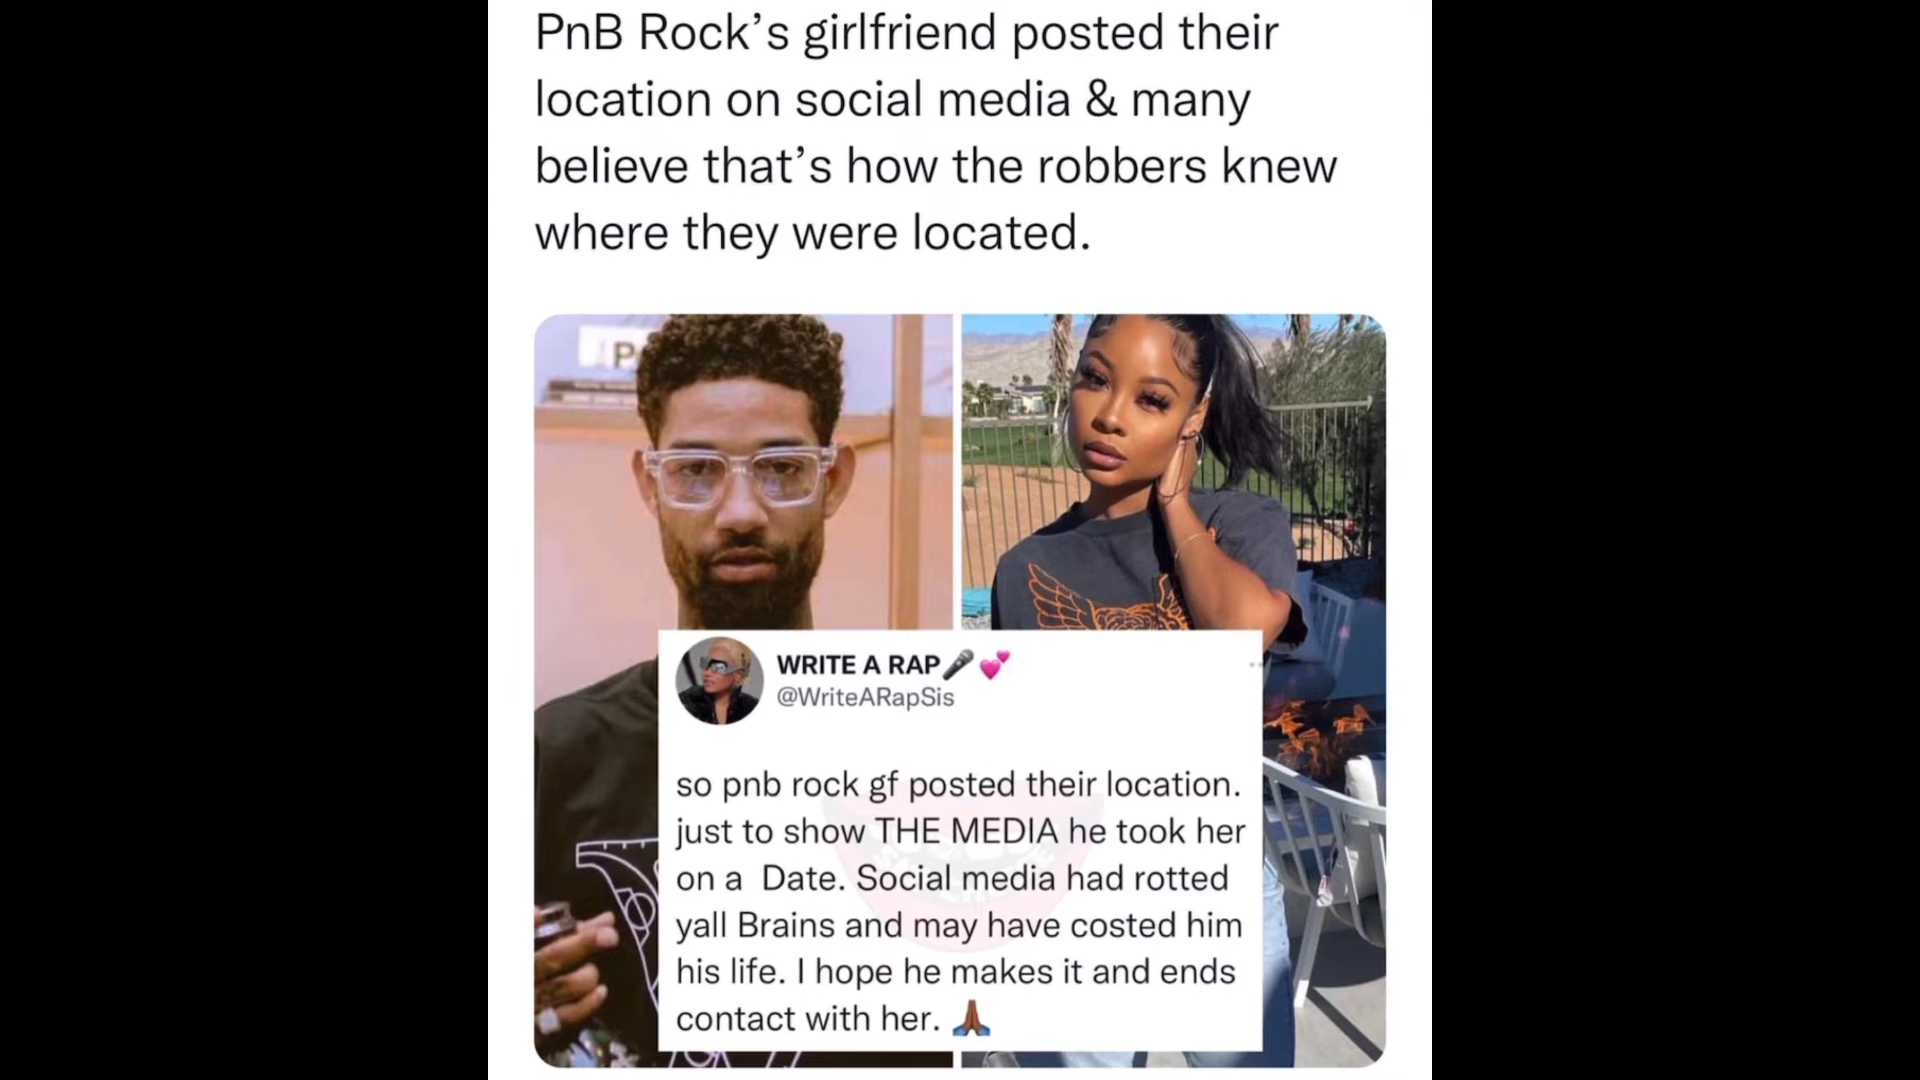 PnB Rock’s girlfriend posted their
location on social media & many
believe that’s how the robbers knew
where they were located.
WRITE A RAP🎤💕
@WriteARapSis
so pnb rock gf posted their location.
just to show THE MEDIA he took her
on a  Date. Social media had rotted
yall Brains and may have costed him
his life. I hope he makes it and ends
contact with her. 🙏🏾